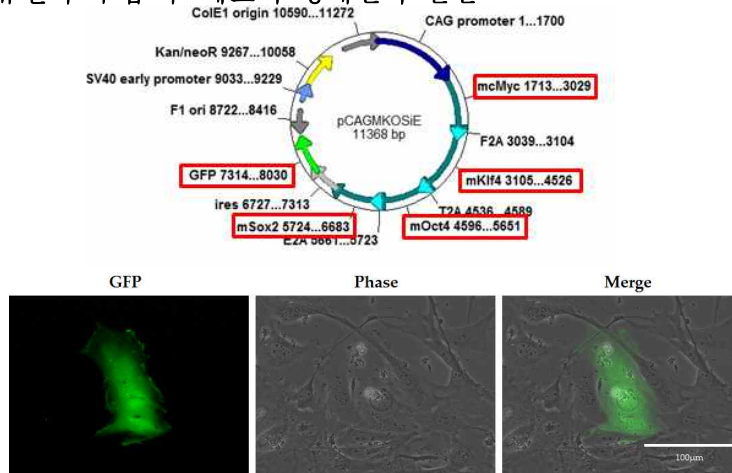 ColE1 origin 10590...11272
CAG promoter 1...1700
Kan/neoR 9267...10058
mcMyc 1713...3029
SV40 early promoter 9033...9229
F1 ori 8722...8416
pCAGMKOSiE
11368 bp
F2A 3039...3104
GFP 7314...8030
mKlf4 3105...4526
ires 6727...7313
T2A 4536...4589
mSox2 5724...6683
mOct4 4596...5651
E2A 5661...5723
GFP
Phase
Merge
100μm